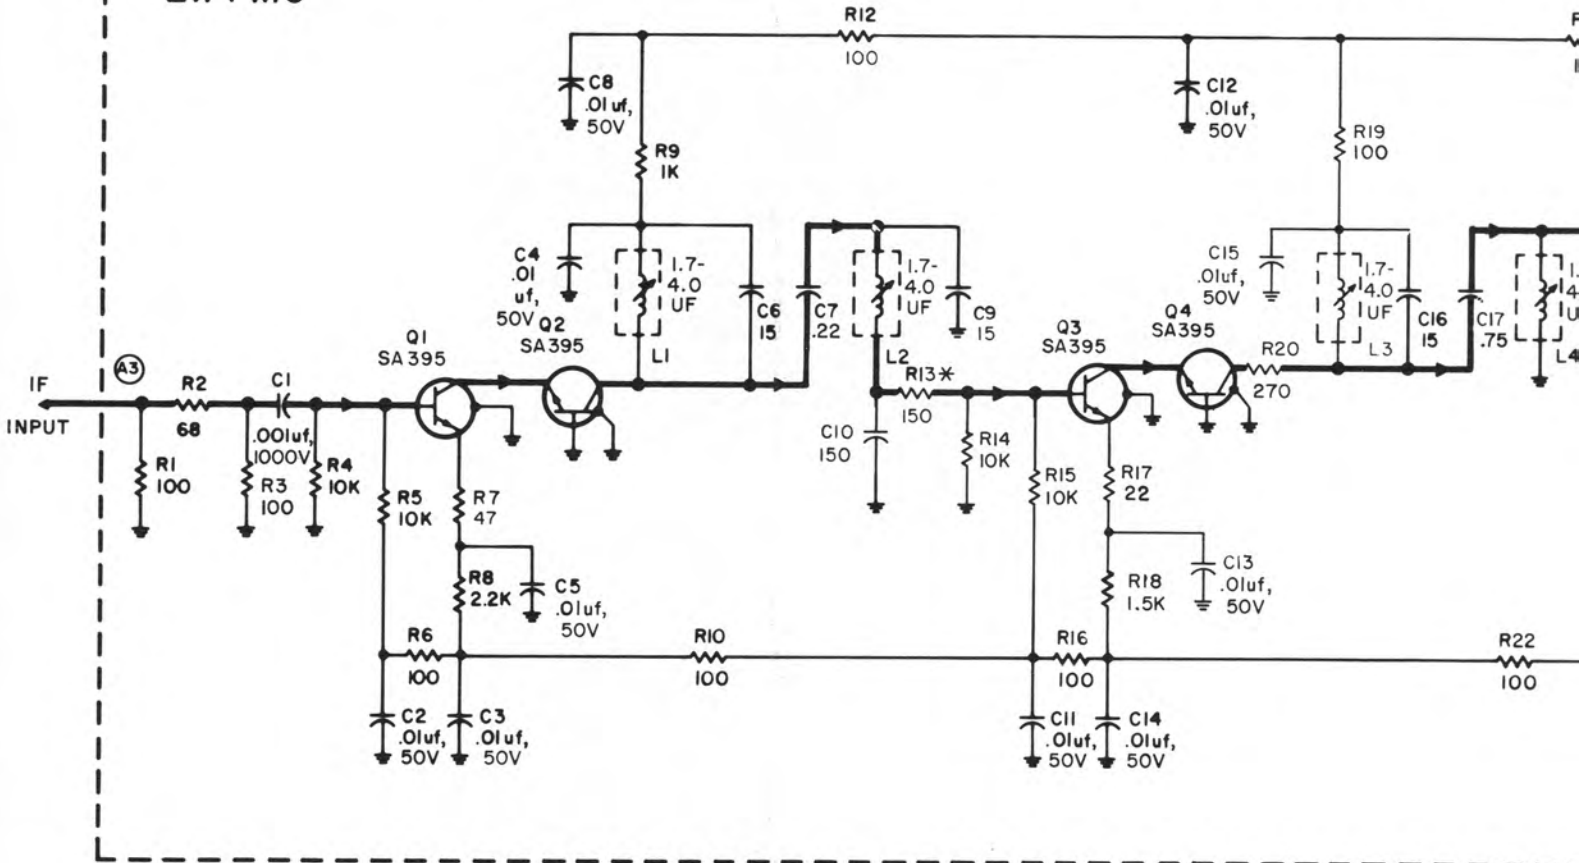 R12
100
C8
.01uf,
50V
C12
.01uf,
50V
R9
1K
R19
100
C4
.01
uf,
50V
1.7-
4.0
UF
L1
C6
15
C7
.22
1.7-
4.0
UF
L2
C9
15
C15
.01uf,
50V
1.7-
4.0
UF
L3
C16
15
C17
.75
L4
Q1
SA395
Q2
SA395
Q3
SA395
Q4
SA395
R20
270
A3
IF
INPUT
R2
68
C1
.001uf,
1000V
R1
100
R3
100
R4
10K
R5
10K
R7
47
R8
2.2K
C5
.01uf,
50V
R13*
150
C10
150
R14
10K
R15
10K
R17
22
R18
1.5K
C13
.01uf,
50V
R6
100
R10
100
R16
100
R22
100
C2
.01uf,
50V
C3
.01uf,
50V
C11
.01uf,
50V
C14
.01uf,
50V